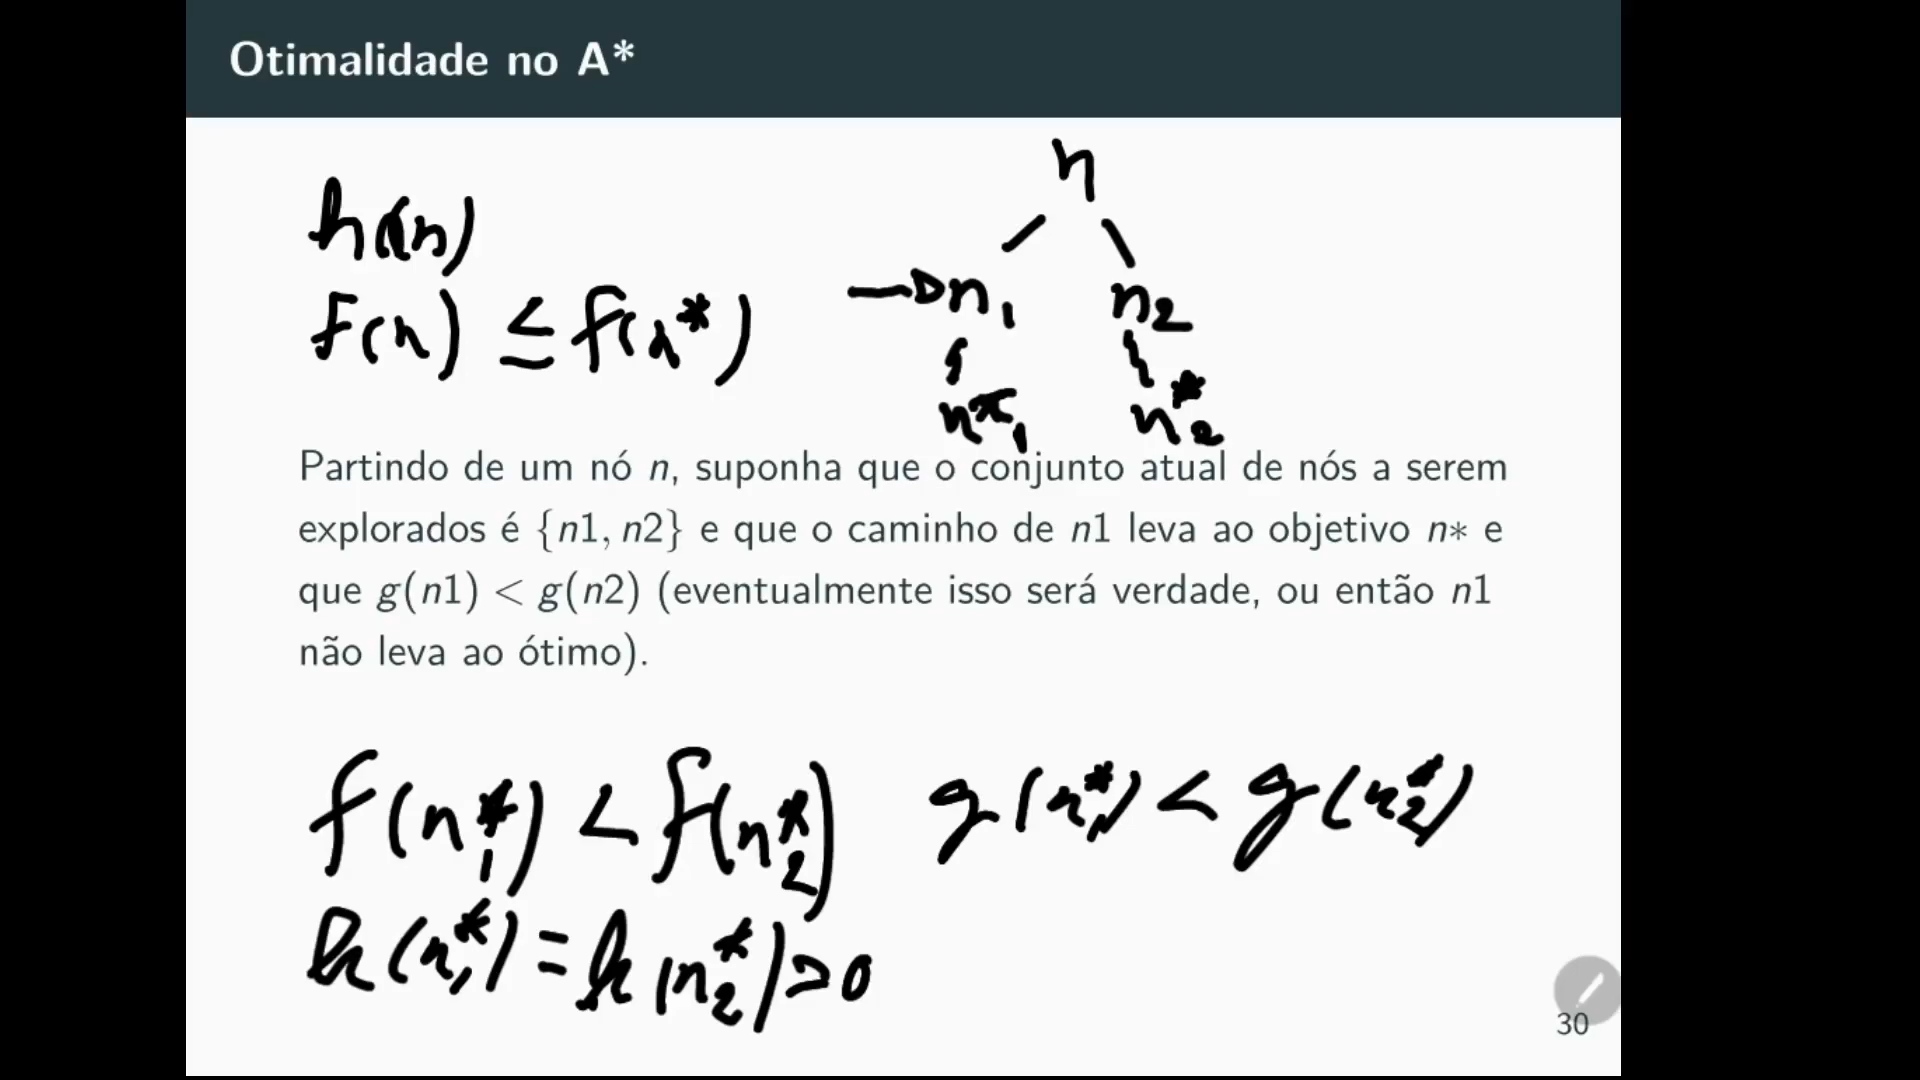 Otimalidade no A*
h(n)
f(n) ≤ f(n*)
n
→n₁ n₂
n*₁ n*₂
Partindo de um nó n, suponha que o conjunto atual de nós a serem
explorados é {n1, n2} e que o caminho de n1 leva ao objetivo n∗ e
que g(n1) < g(n2) (eventualmente isso será verdade, ou então n1
não leva ao ótimo).
f(n*₁) < f(n*₂) g(n*₁) < g(n*₂)
h(n*₁) = h(n*₂) = 0
30